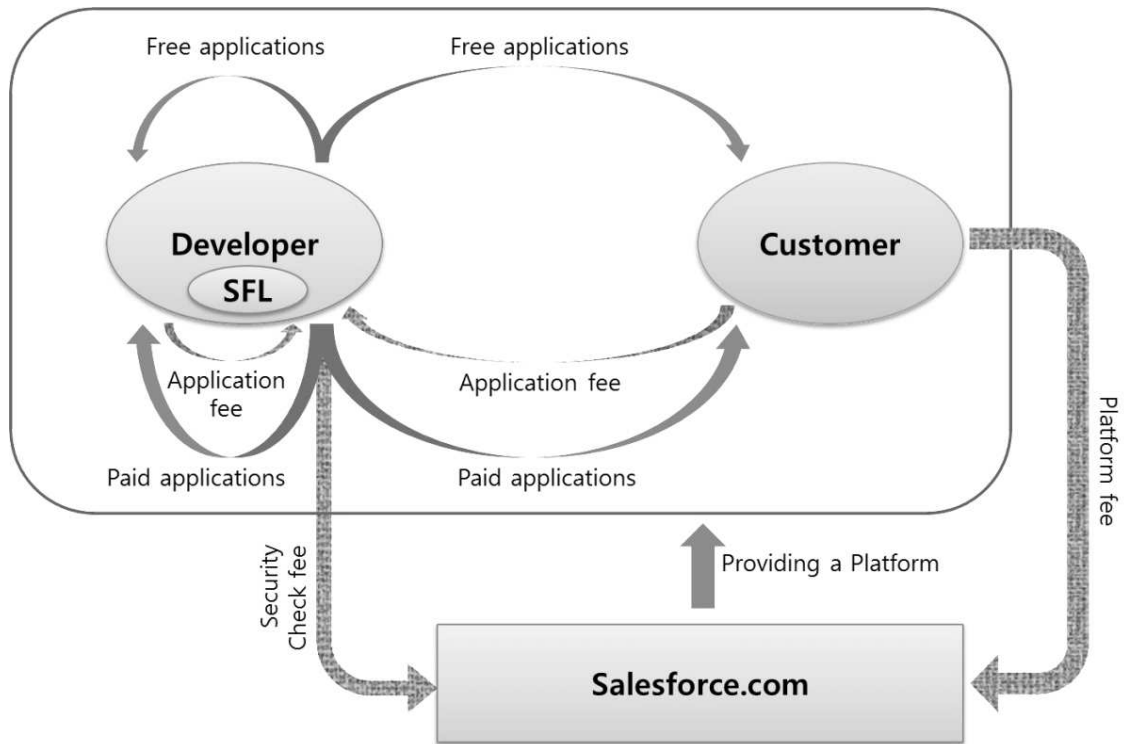 Free applications
Free applications
Developer
SFL
Customer
Application
fee
Application fee
Paid applications
Paid applications
Platform fee
Security
Check fee
Providing a Platform
Salesforce.com